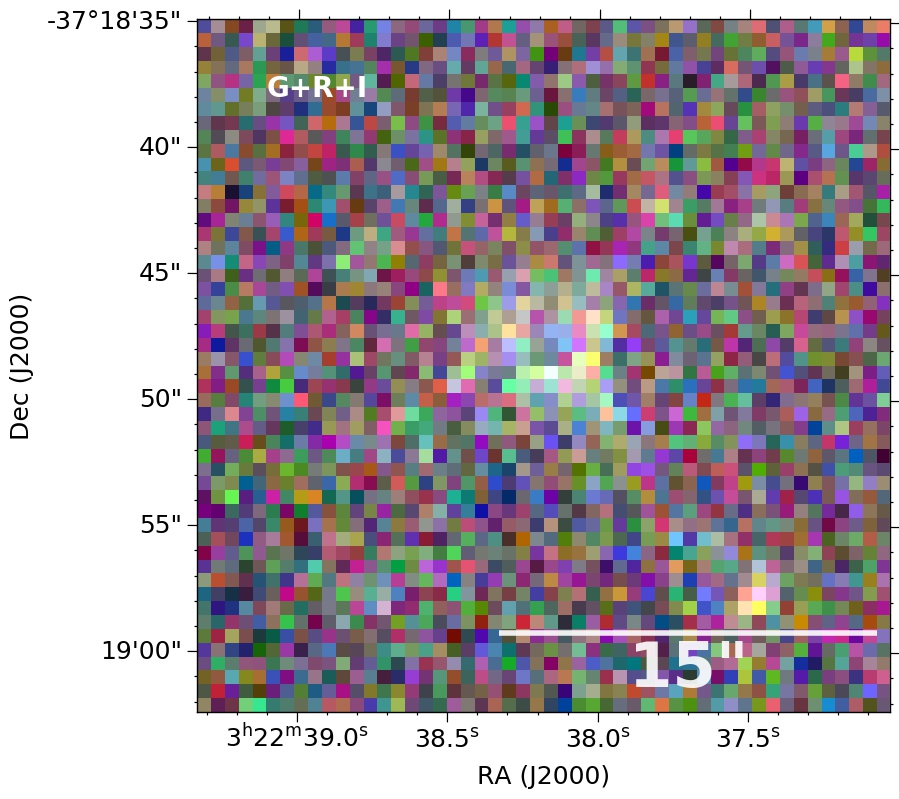 -37°18'35"
G+R+I
40"
45"
50"
55"
19'00"
15"
3ʰ22ᵐ39.0ˢ 38.5ˢ 38.0ˢ 37.5ˢ
RA (J2000)
Dec (J2000)